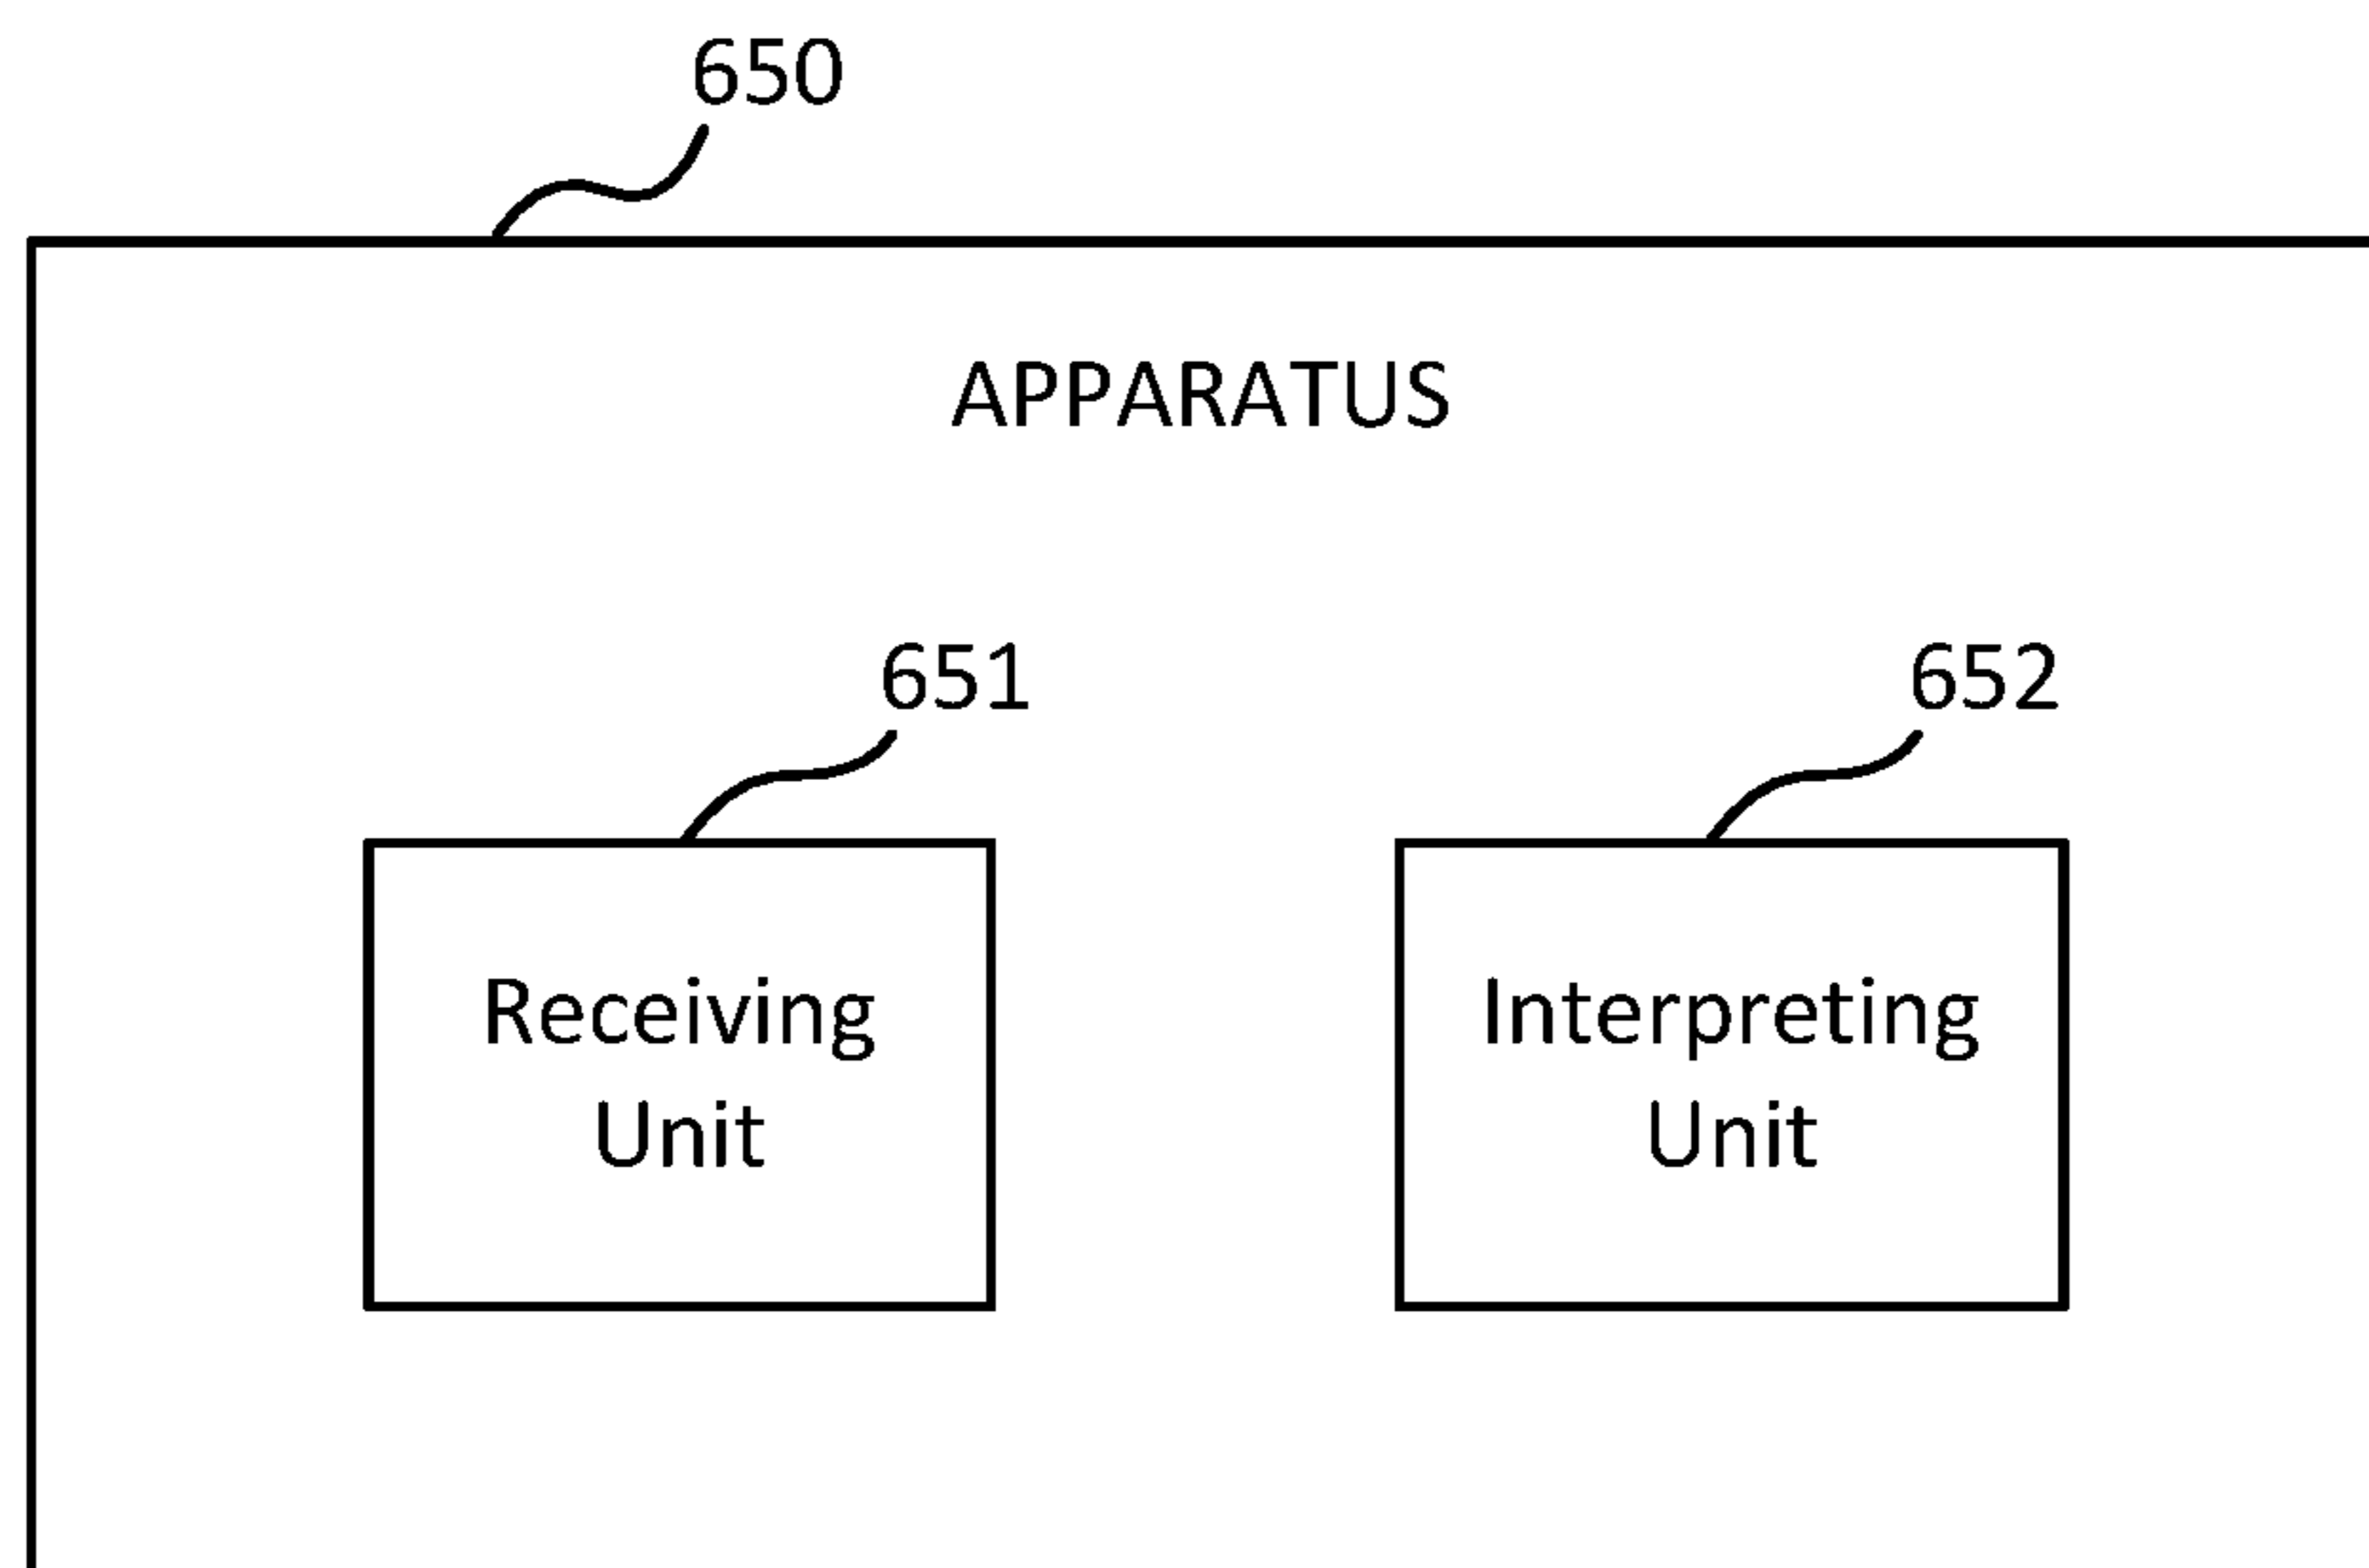 650
APPARATUS
651
652
Receiving
Unit
Interpreting
Unit